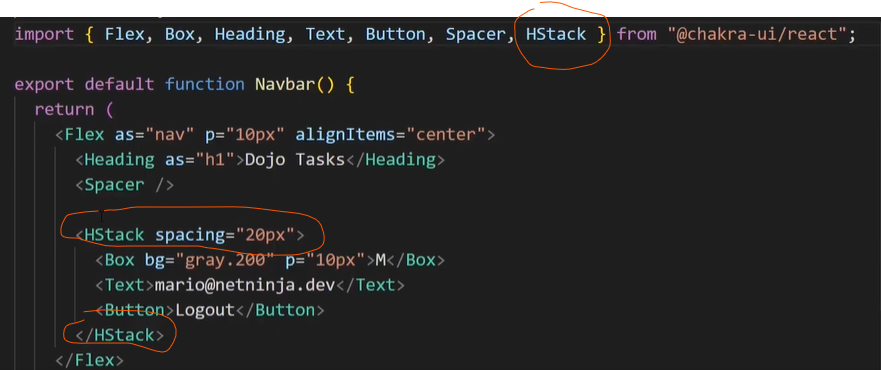 import { Flex, Box, Heading, Text, Button, Spacer, HStack } from "@chakra-ui/react";
export default function Navbar() {
return (
<Flex as="nav" p="10px" alignItems="center">
<Heading as="h1">Dojo Tasks</Heading>
<Spacer />
<HStack spacing="20px">
<Box bg="gray.200" p="10px">M</Box>
<Text>mario@netninja.dev</Text>
<Button>Logout</Button>
</HStack>
</Flex>